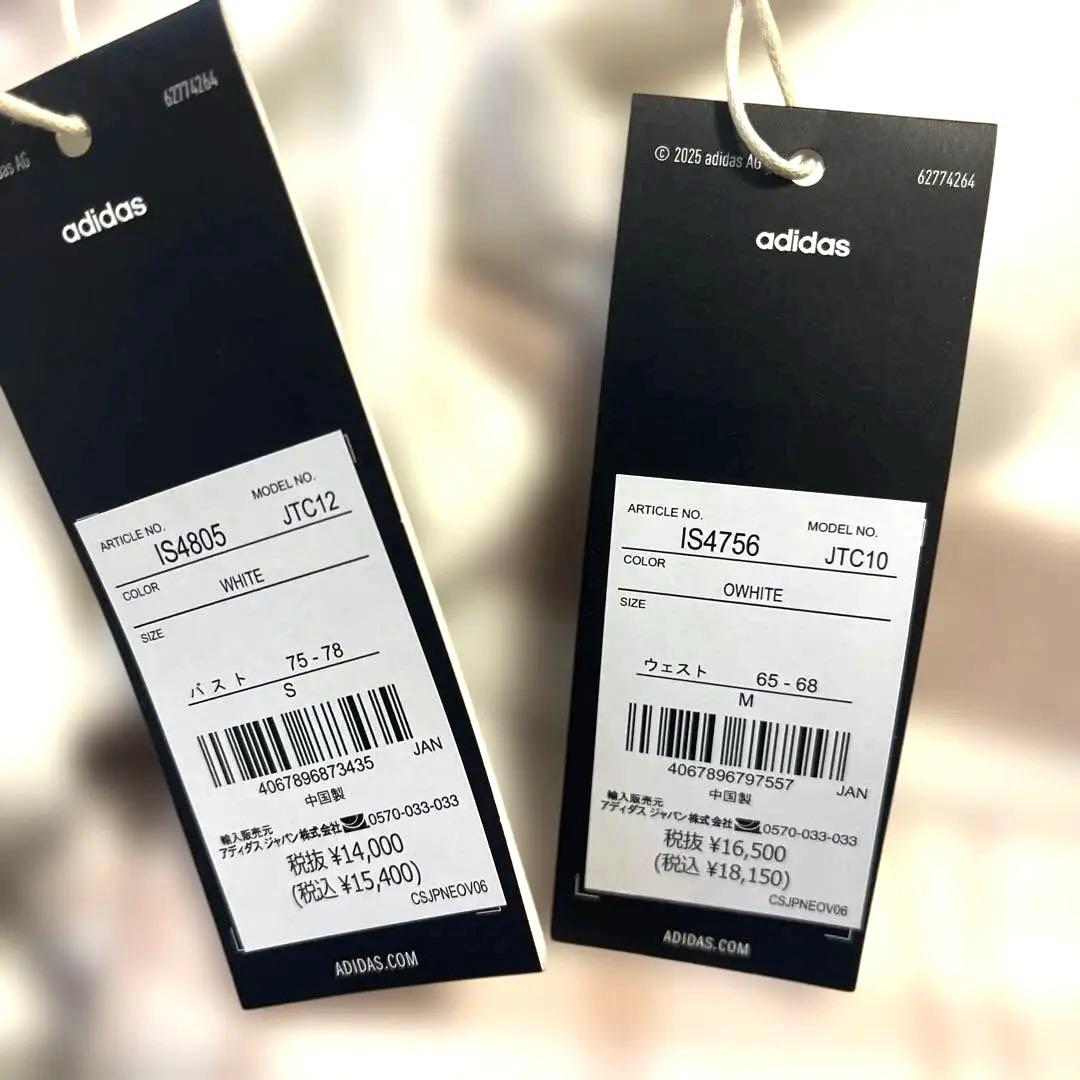 62774264
das AG
adidas
ARTICLE NO. MODEL NO.
IS4805 JTC12
COLOR WHITE
SIZE
バスト 75 - 78
S
4067896873435 JAN
中国製
輸入販売元
アディダス ジャパン株式会社 0570-033-033
税抜 ¥14,000
(税込 ¥15,400)
CSJPNEOV06
ADIDAS.COM
© 2025 adidas AG
62774264
adidas
ARTICLE NO. MODEL NO.
IS4756 JTC10
COLOR
OWHITE
SIZE
ウェスト 65 - 68
M
4067896797557 JAN
中国製
輸入販売元
アディダス ジャパン株式会社 0570-033-033
税抜 ¥16,500
(税込 ¥18,150)
CSJPNEOV06
ADIDAS.COM